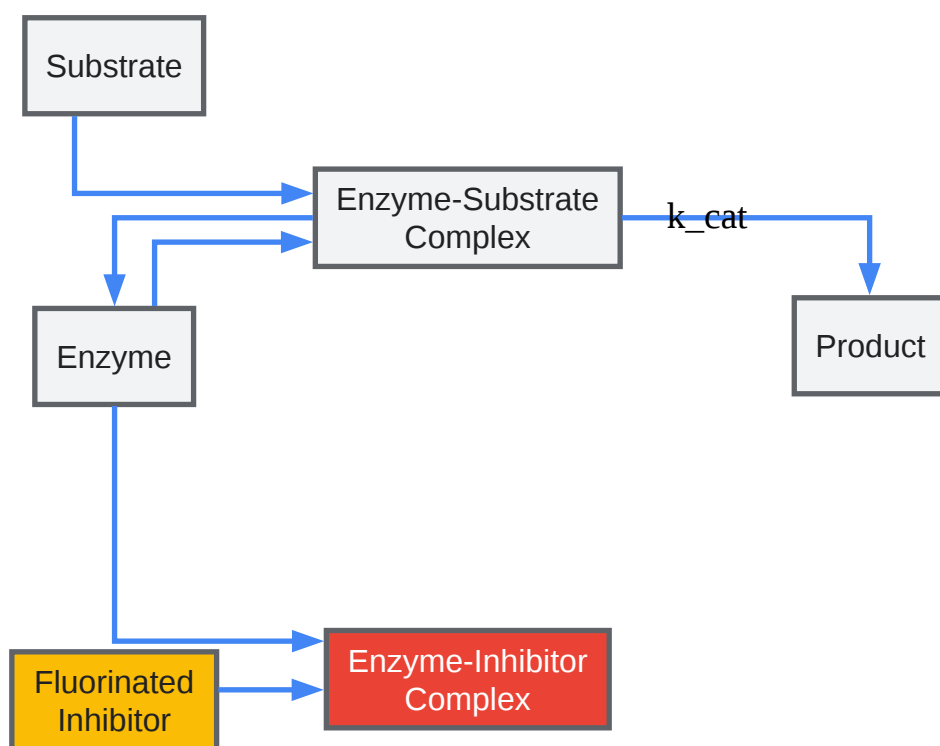 Substrate
Enzyme-Substrate
Complex
k_cat
Product
Enzyme
Enzyme-Inhibitor
Complex
Fluorinated
Inhibitor